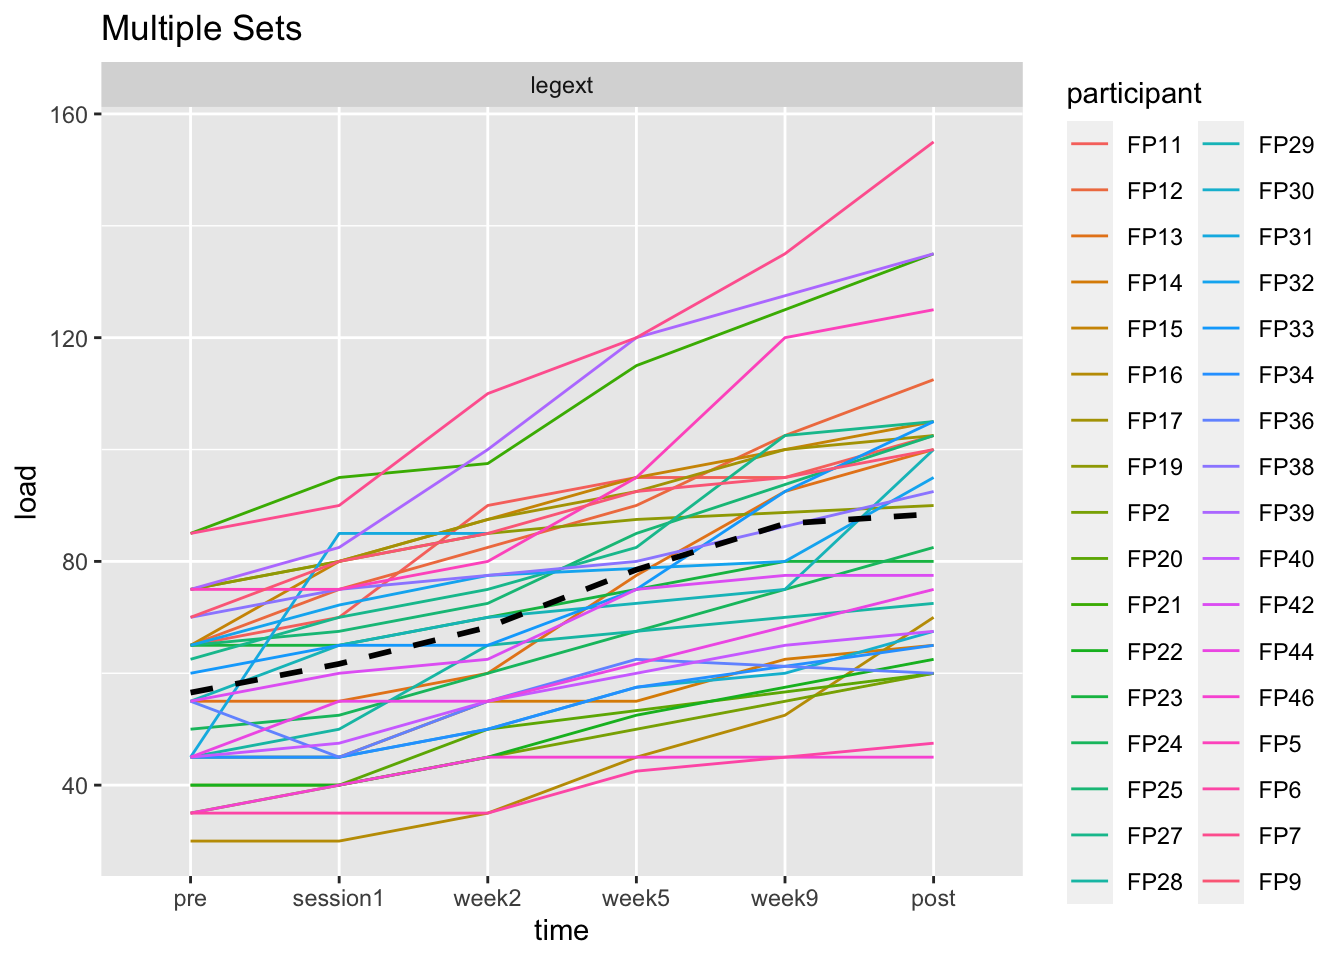 Multiple Sets
legext
160
120
80
40
load
pre session1 week2 week5 week9 post
time
participant
FP11 FP29
FP12 FP30
FP13 FP31
FP14 FP32
FP15 FP33
FP16 FP34
FP17 FP36
FP19 FP38
FP2 FP39
FP20 FP40
FP21 FP42
FP22 FP44
FP23 FP46
FP24 FP5
FP25 FP6
FP27 FP7
FP28 FP9